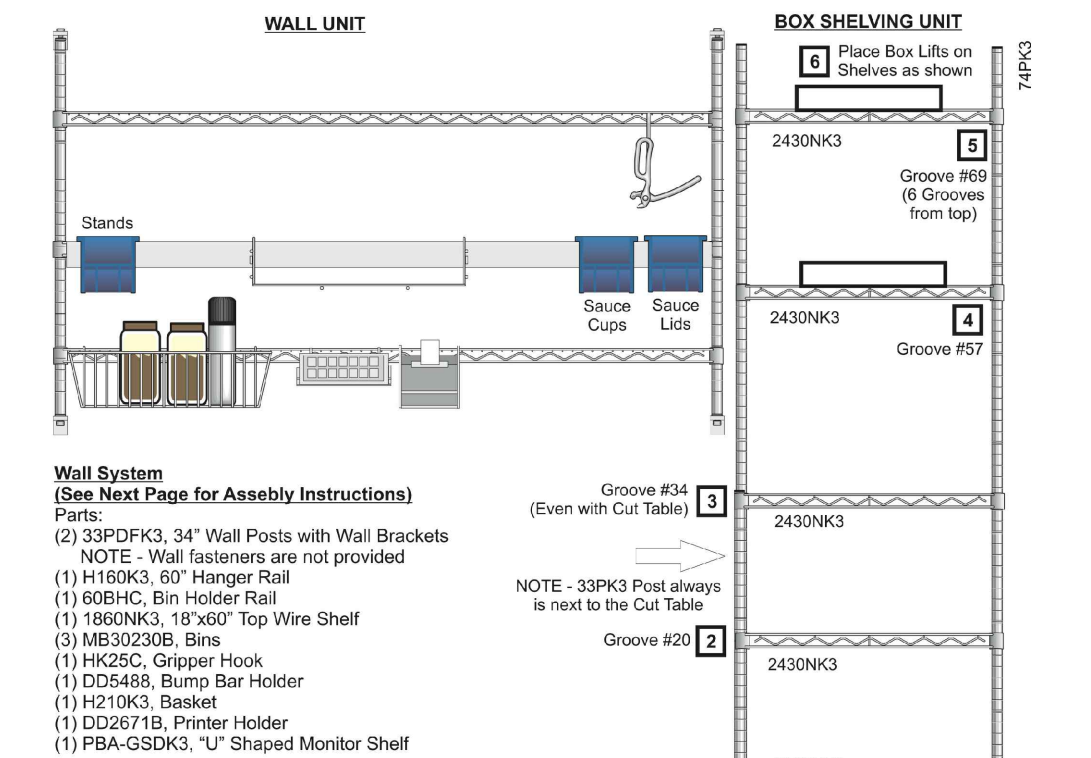 WALL UNIT
BOX SHELVING UNIT
6
Place Box Lifts on
Shelves as shown
74PK3
2430NK3
5
Groove #69
(6 Grooves
from top)
Stands
Sauce
Cups
Sauce
Lids
2430NK3
4
Groove #57
Wall System
(See Next Page for Assebly Instructions)
Parts:
(2) 33PDFK3, 34” Wall Posts with Wall Brackets
NOTE - Wall fasteners are not provided
(1) H160K3, 60” Hanger Rail
(1) 60BHC, Bin Holder Rail
(1) 1860NK3, 18”x60” Top Wire Shelf
(3) MB30230B, Bins
(1) HK25C, Gripper Hook
(1) DD5488, Bump Bar Holder
(1) H210K3, Basket
(1) DD2671B, Printer Holder
(1) PBA-GSDK3, “U” Shaped Monitor Shelf
Groove #34
(Even with Cut Table)
3
2430NK3
NOTE - 33PK3 Post always
is next to the Cut Table
Groove #20
2
2430NK3